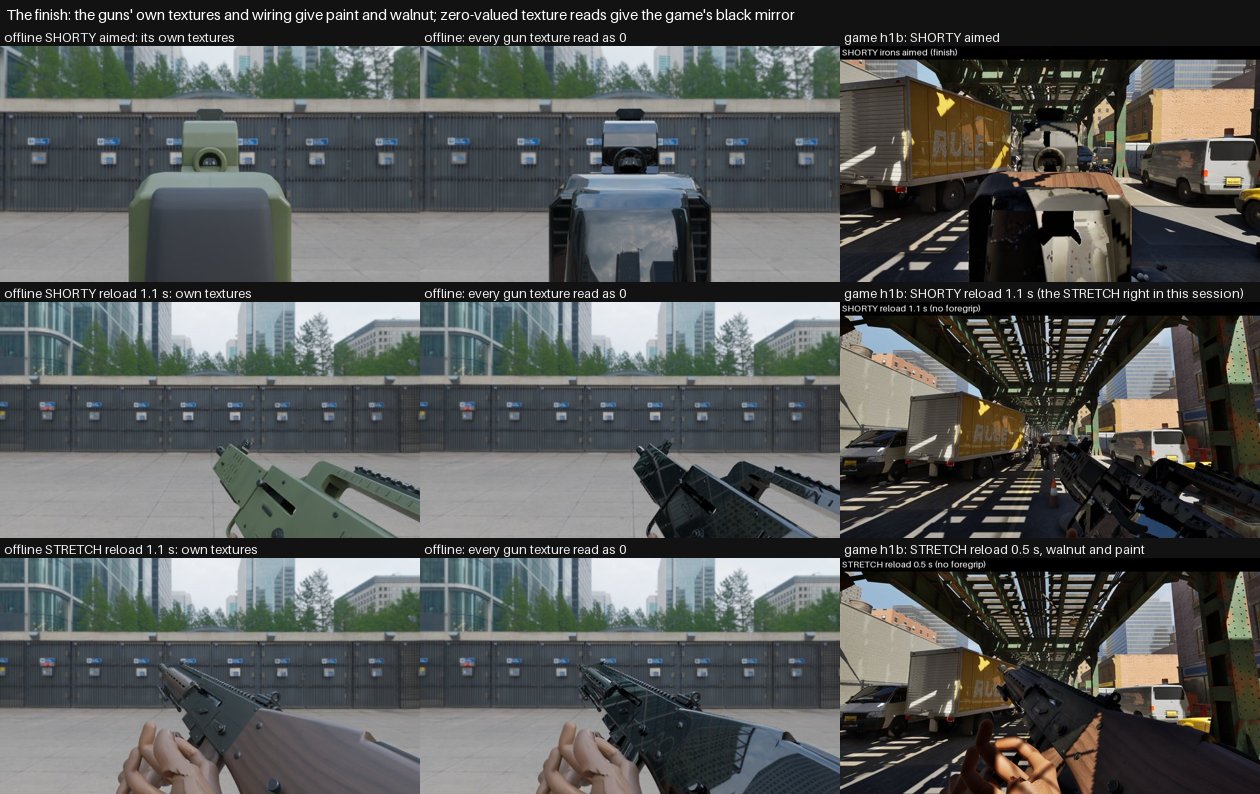 The finish: the guns' own textures and wiring give paint and walnut; zero-valued texture reads give the game's black mirror
offline SHORTY aimed: its own textures
offline: every gun texture read as 0
game h1b: SHORTY aimed
SHORTY irons aimed (finish)
RULE
offline SHORTY reload 1.1 s: own textures
offline: every gun texture read as 0
game h1b: SHORTY reload 1.1 s (the STRETCH right in this session)
SHORTY reload 1.1 s (no foregrip)
offline STRETCH reload 1.1 s: own textures
offline: every gun texture read as 0
game h1b: STRETCH reload 0.5 s, walnut and paint
STRETCH reload 0.5 s (no foregrip)